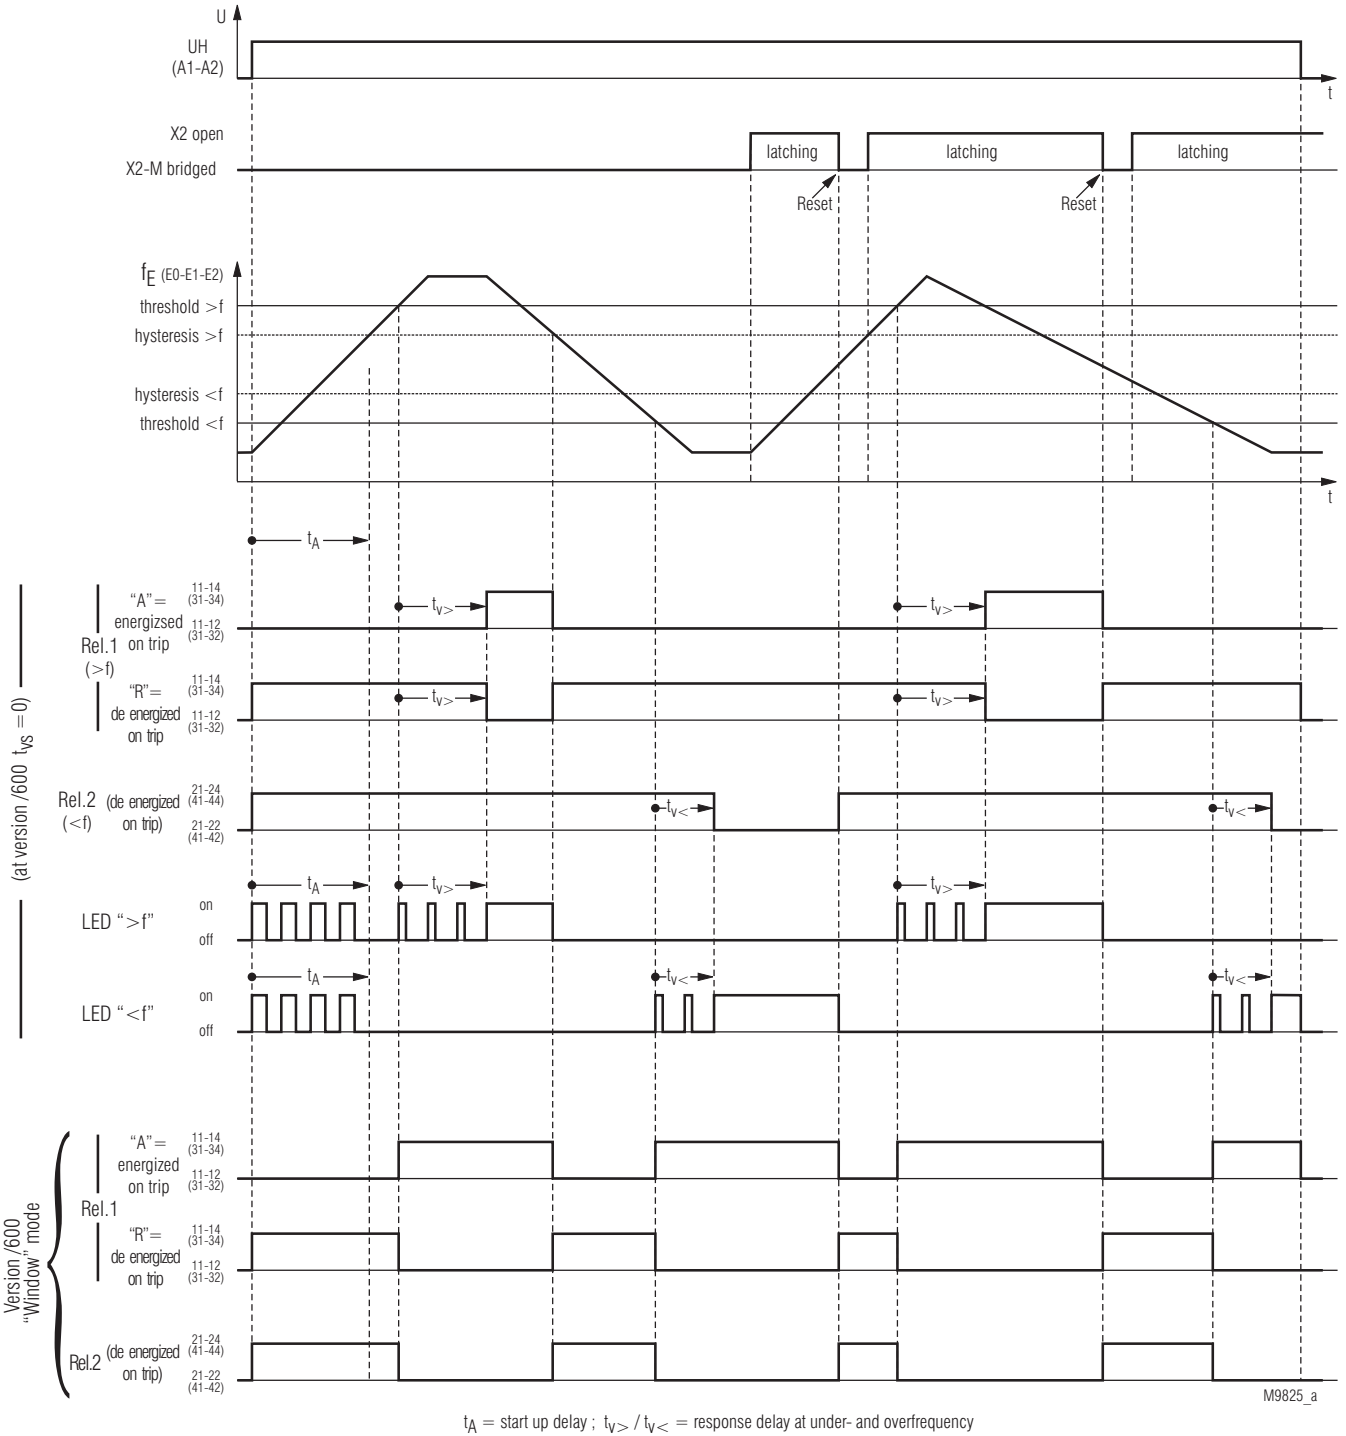 U
UH
(A1-A2)
t
X2 open
X2-M bridged
latching
latching
latching
Reset
Reset
fE (E0-E1-E2)
threshold >f
hysteresis >f
hysteresis <f
threshold <f
t
tA
(at version /600 tvs = 0)
Rel.1
(>f)
"A"=
energizsed
on trip
11-14
(31-34)
11-12
(31-32)
tv>
tv>
"R"=
de energized
on trip
11-14
(31-34)
11-12
(31-32)
tv>
tv>
Rel.2
(<f)
(de energized
on trip)
21-24
(41-44)
21-22
(41-42)
tv<
tv<
LED ">f"
on
off
tA
tv>
tv>
LED "<f"
on
off
tA
tv<
tv<
Version /600
"Window" mode
Rel.1
"A"=
energized
on trip
11-14
(31-34)
11-12
(31-32)
"R"=
de energized
on trip
11-14
(31-34)
11-12
(31-32)
Rel.2
(de energized
on trip)
21-24
(41-44)
21-22
(41-42)
M9825_a
tA = start up delay ; tv> / tv< = response delay at under- and overfrequency